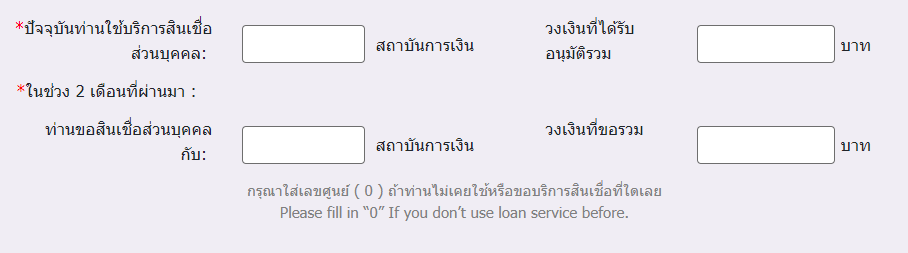 *ปัจจุบันท่านใช้บริการสินเชื่อ
ส่วนบุคคล:
สถาบันการเงิน
วงเงินที่ได้รับ
อนุมัติรวม
บาท
*ในช่วง 2 เดือนที่ผ่านมา :
ท่านขอสินเชื่อส่วนบุคคล
กับ:
สถาบันการเงิน
วงเงินที่ขอรวม
บาท
กรุณาใส่เลขศูนย์ ( 0 ) ถ้าท่านไม่เคยใช้หรือขอบริการสินเชื่อที่ใดเลย
Please fill in “0” If you don’t use loan service before.